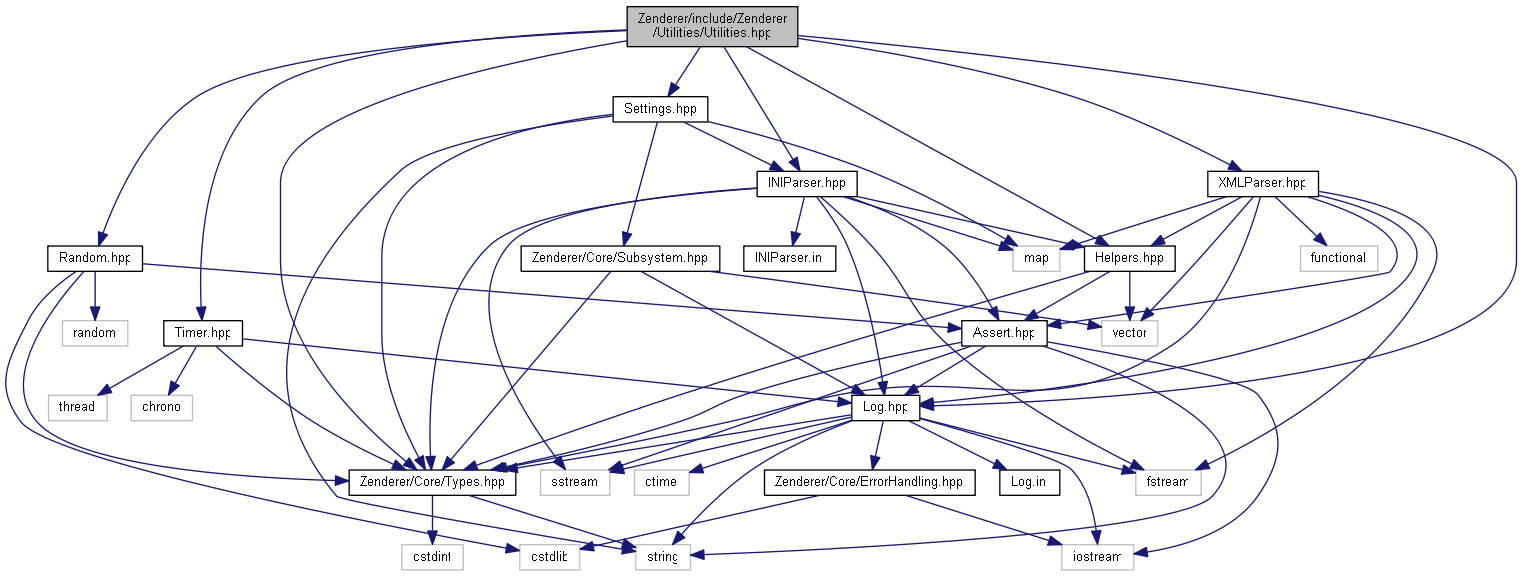 Zenderer/include/Zenderer
/Utilities/Utilities.hpp
Settings.hpp
INIParser.hpp
XMLParser.hpp
Random.hpp
Zenderer/Core/Subsystem.hpp
INIParser.in
map
Helpers.hpp
functional
random
Timer.hpp
Assert.hpp
vector
thread
chrono
Log.hpp
Zenderer/Core/Types.hpp
sstream
ctime
Zenderer/Core/ErrorHandling.hpp
Log.in
fstream
cstdint
cstdlib
string
iostream